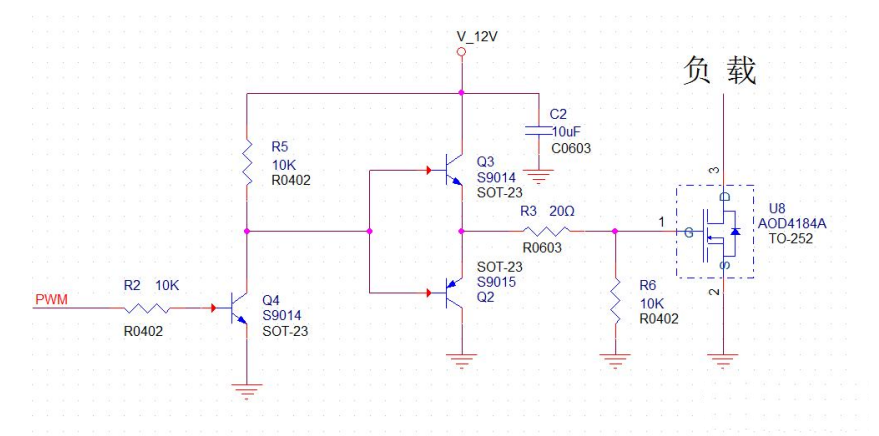 V_12V
负 载
C2
10uF
C0603
R5
10K
R0402
Q3
S9014
SOT-23
3
D
U8
AOD4184A
TO-252
R3 20Ω
R0603
1
G
S
2
SOT-23
S9015
Q2
R6
10K
R0402
PWM
R2 10K
R0402
Q4
S9014
SOT-23